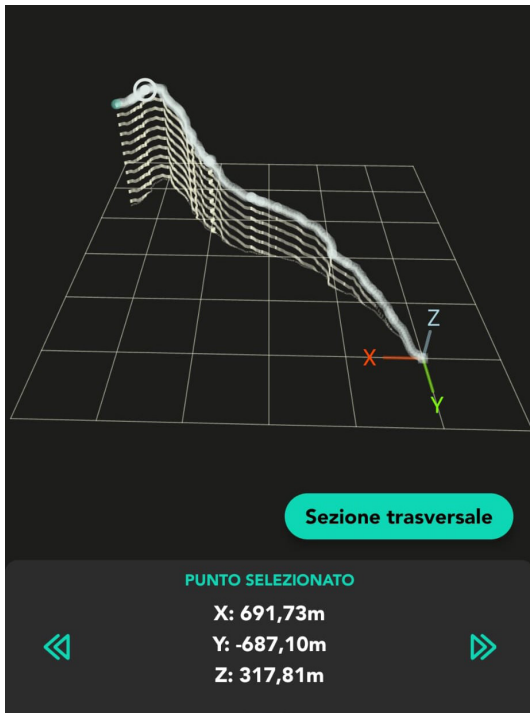 Z
X
Y
Sezione trasversale
PUNTO SELEZIONATO
X: 691,73m
Y: -687,10m
Z: 317,81m